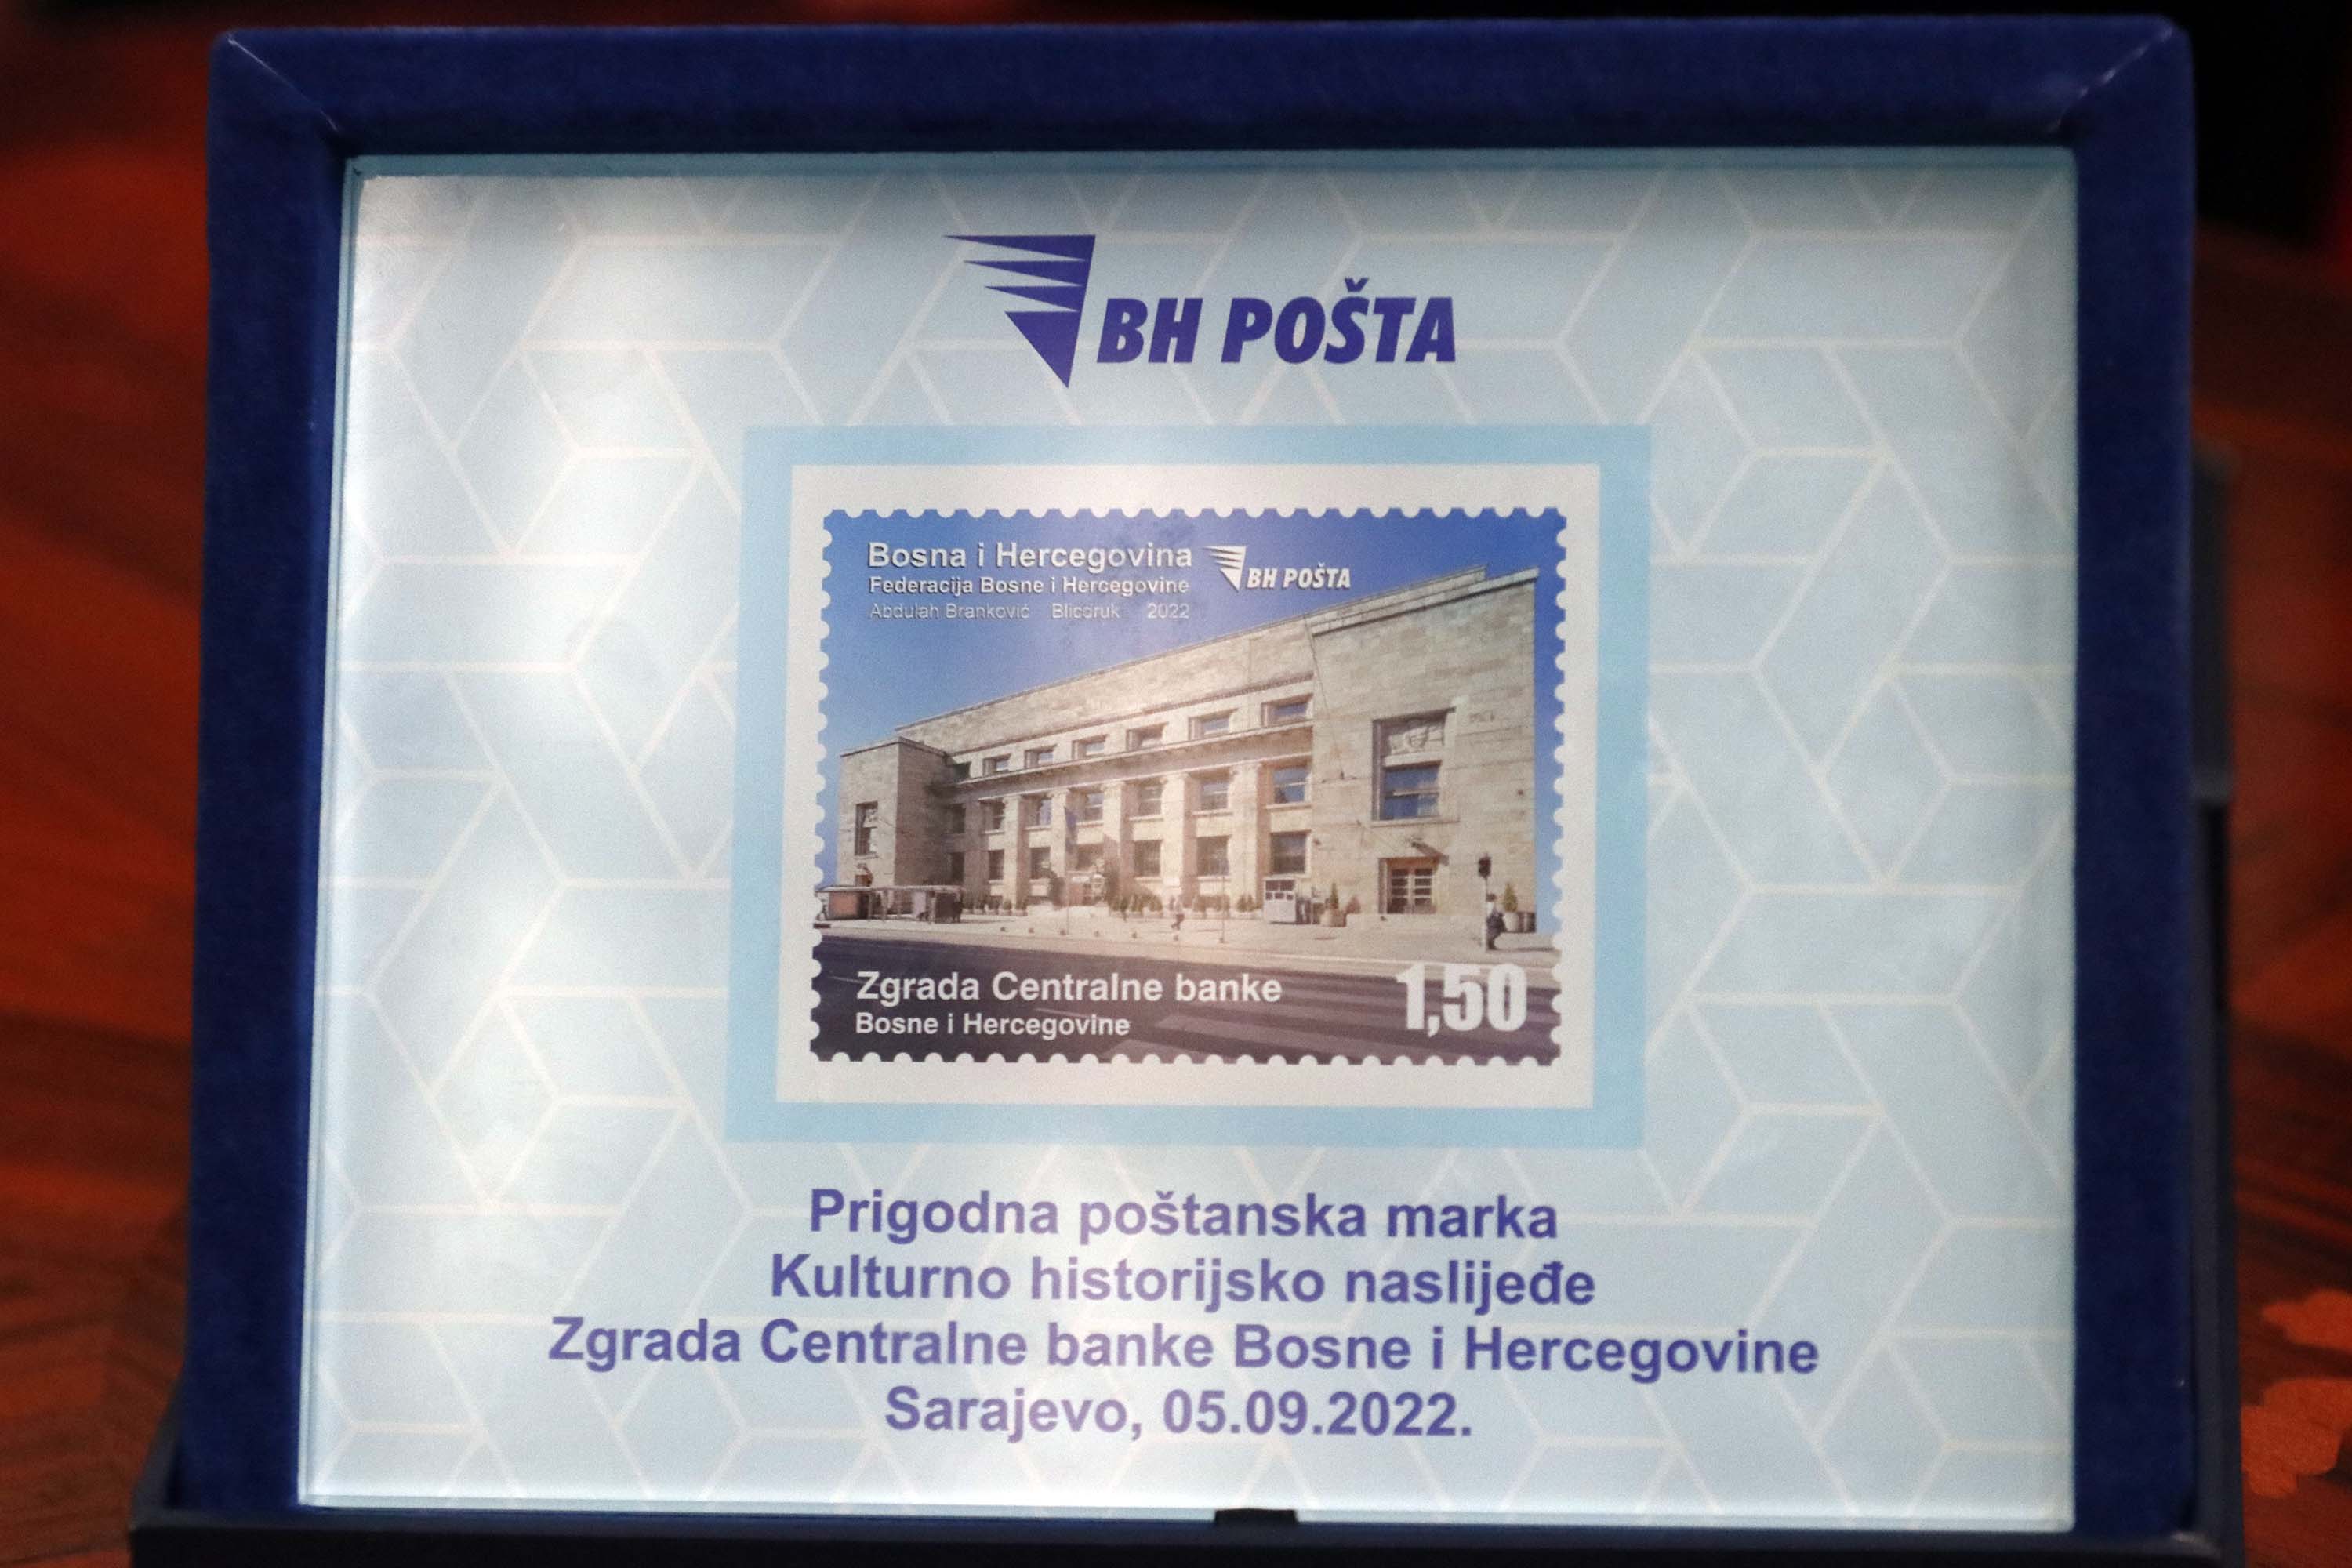 BH POŠTA
Bosna i Hercegovina
BH POŠTA
Federacija Bosne i Hercegovine
Abdulah Branković Blicdruk 2022
Zgrada Centralne banke
Bosne i Hercegovine
1,50
Prigodna poštanska marka
Kulturno historijsko naslijeđe
Zgrada Centralne banke Bosne i Hercegovine
Sarajevo, 05.09.2022.